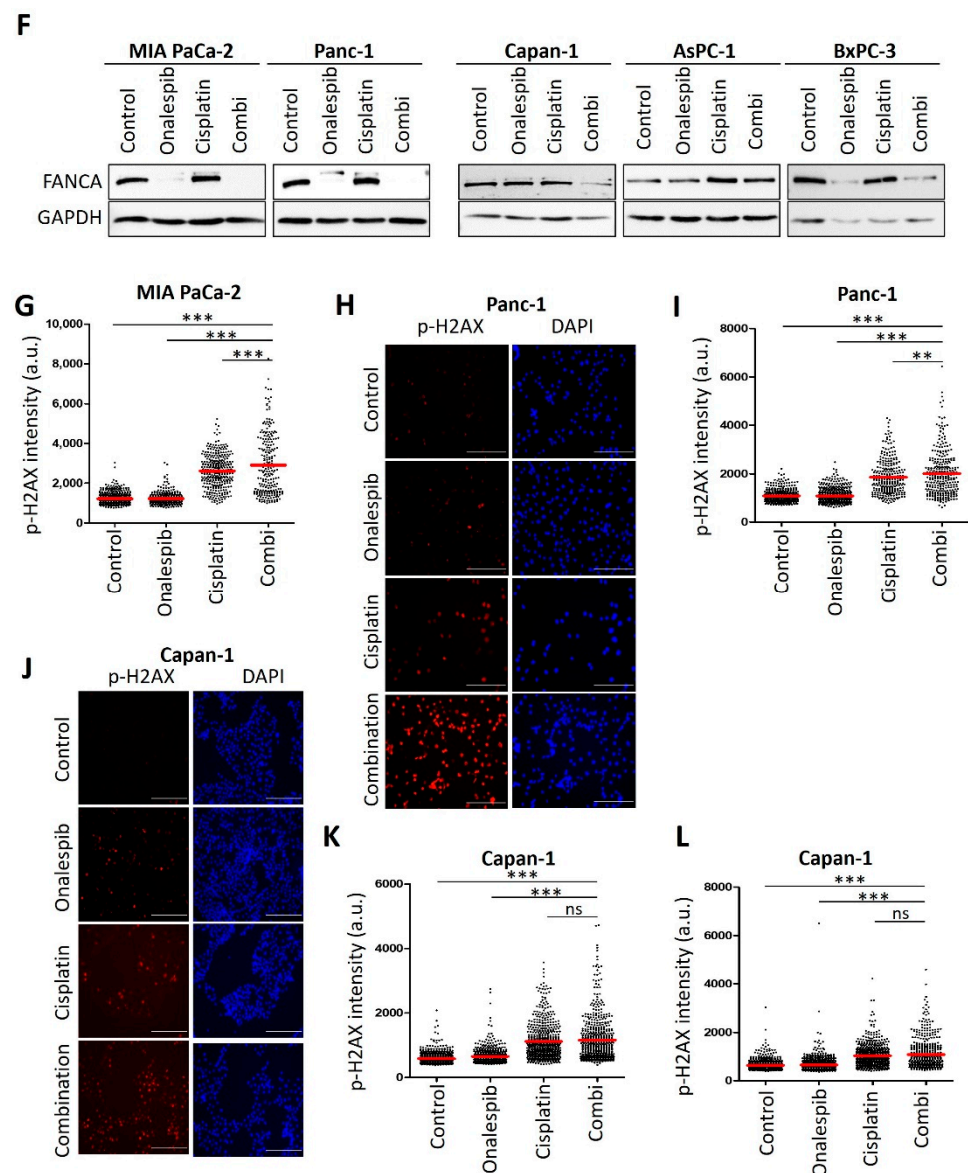 F
MIA PaCa-2 Panc-1 Capan-1 AsPC-1 BxPC-3
Control Onalespib Cisplatin Combi Control Onalespib Cisplatin Combi Control Onalespib Cisplatin Combi Control Onalespib Cisplatin Combi Control Onalespib Cisplatin Combi
FANCA
GAPDH
G
MIA PaCa-2
p-H2AX intensity (a.u.)
10,000
8,000
6,000
4,000
2,000
0
***
***
***
Control Onalespib Cisplatin Combi
H
Panc-1
p-H2AX DAPI
Control
Onalespib
Cisplatin
Combination
I
Panc-1
p-H2AX intensity (a.u.)
8000
6000
4000
2000
0
***
***
**
Control Onalespib Cisplatin Combi
J
Capan-1
p-H2AX DAPI
Control
Onalespib
Cisplatin
Combination
K
Capan-1
p-H2AX intensity (a.u.)
6000
4000
2000
0
***
***
ns
Control Onalespib Cisplatin Combi
L
Capan-1
p-H2AX intensity (a.u.)
8000
6000
4000
2000
0
***
***
ns
Control Onalespib Cisplatin Combi